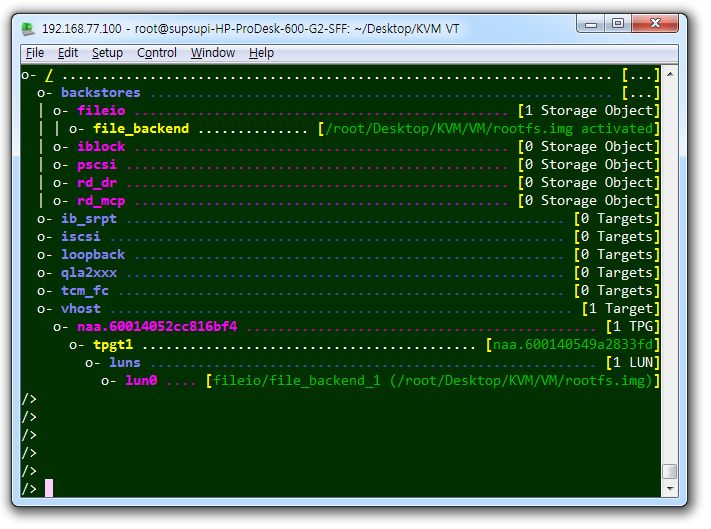 192.168.77.100 - root@supsupi-HP-ProDesk-600-G2-SFF: ~/Desktop/KVM VT
File Edit Setup Control Window Help
o- / ..................................................................... [...]
  o- backstores .......................................................... [...]
  | o- fileio ............................................... [1 Storage Object]
  | | o- file_backend .............. [/root/Desktop/KVM/VM/rootfs.img activated]
  | o- iblock ............................................... [0 Storage Object]
  | o- pscsi ................................................ [0 Storage Object]
  | o- rd_dr ................................................ [0 Storage Object]
  | o- rd_mcp ............................................... [0 Storage Object]
  o- ib_srpt ....................................................... [0 Targets]
  o- iscsi ......................................................... [0 Targets]
  o- loopback ...................................................... [0 Targets]
  o- qla2xxx ....................................................... [0 Targets]
  o- tcm_fc ........................................................ [0 Targets]
  o- vhost .......................................................... [1 Target]
    o- naa.60014052cc816bf4 ............................................ [1 TPG]
      o- tpgt1 ........................................... [naa.600140549a2833fd]
        o- luns ........................................................ [1 LUN]
          o- lun0 .... [fileio/file_backend_1 (/root/Desktop/KVM/VM/rootfs.img)]
/>
/>
/>
/>
/>
/>